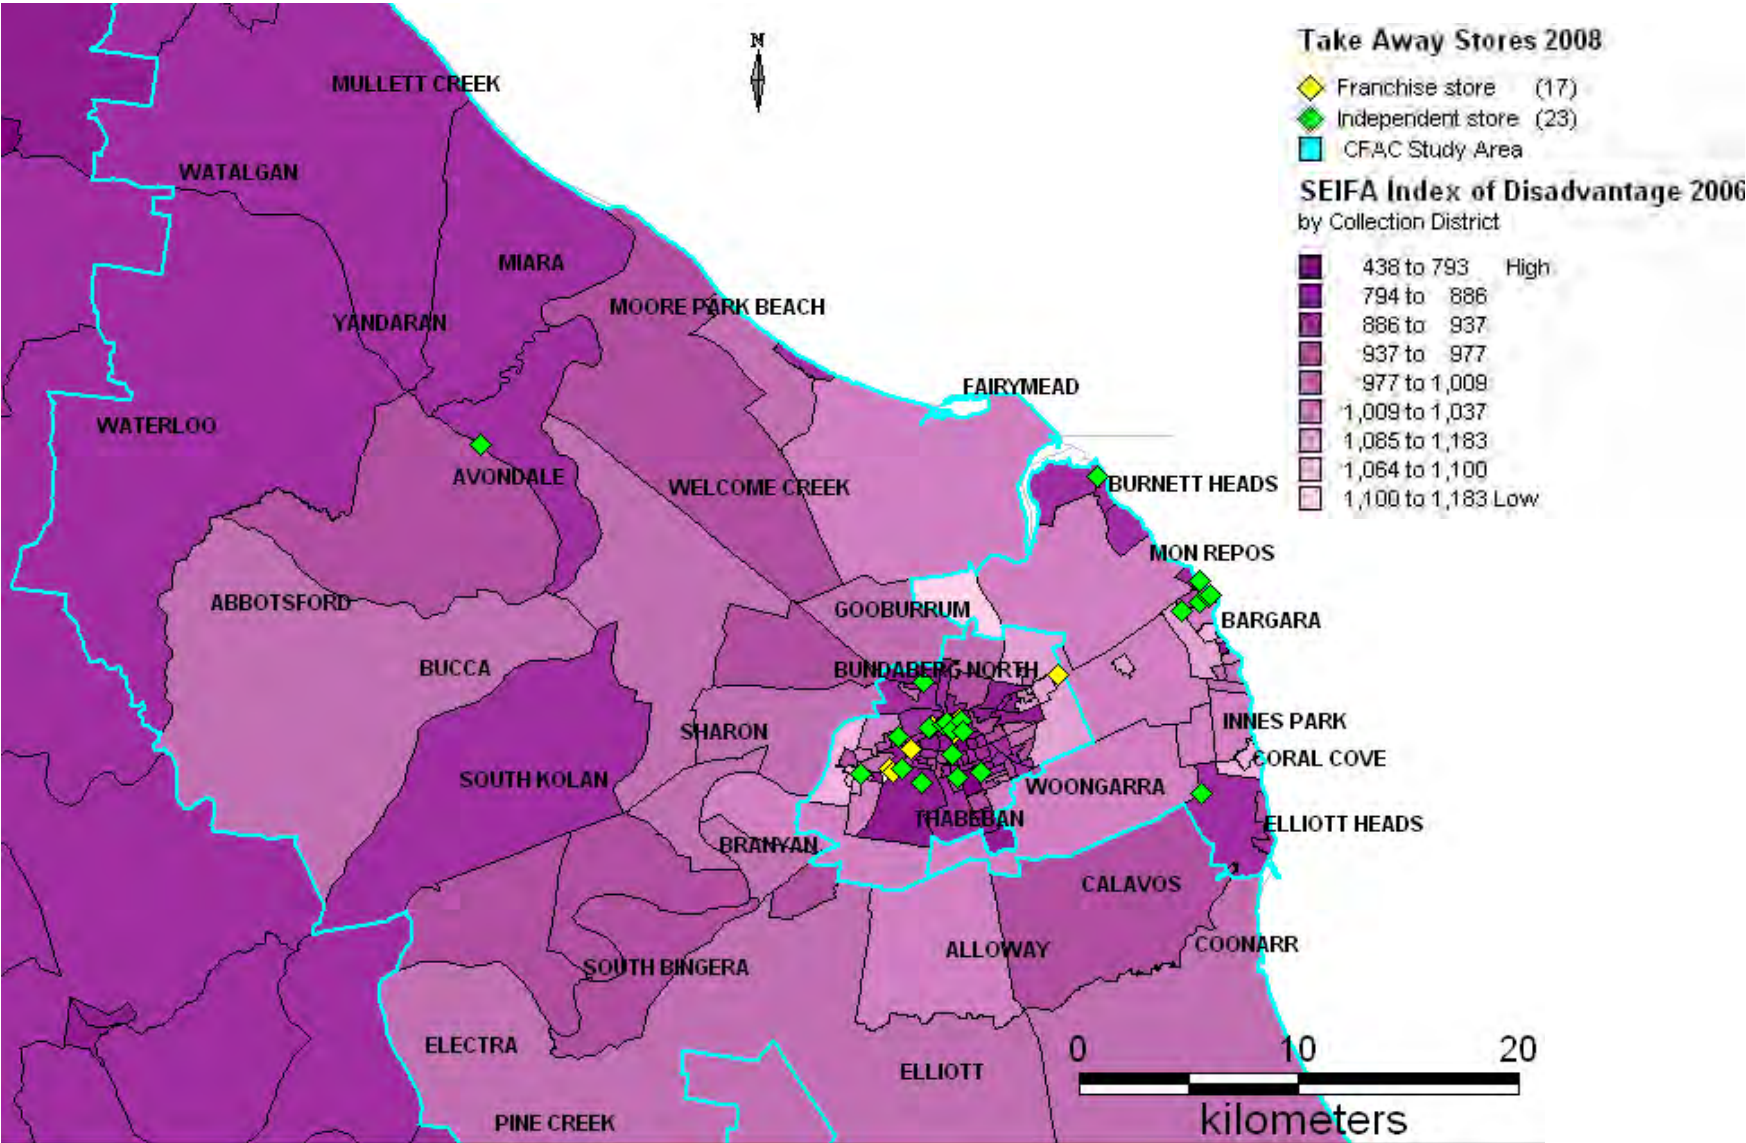 N
Take Away Stores 2008
Franchise store (17)
Independent store (23)
CFAC Study Area
SEIFA Index of Disadvantage 2006
by Collection District
438 to 793 High
794 to 886
886 to 937
937 to 977
977 to 1,009
1,009 to 1,037
1,085 to 1,183
1,064 to 1,100
1,100 to 1,183 Low
MULLETT CREEK
WATALGAN
MIARA
MOORE PARK BEACH
YANDARAN
FAIRYMEAD
WATERLOO
AVONDALE
WELCOME CREEK
BURNETT HEADS
MON REPOS
ABBOTSFORD
GOOBURRUM
BARGARA
BUCCA
BUNDABERG NORTH
SHARON
INNES PARK
CORAL COVE
SOUTH KOLAN
WOONGARRA
THABEBAN
ELLIOTT HEADS
BRANYAN
CALAVOS
ALLOWAY
COONARR
SOUTH BINGERA
ELECTRA
ELLIOTT
PINE CREEK
0 10 20
kilometers